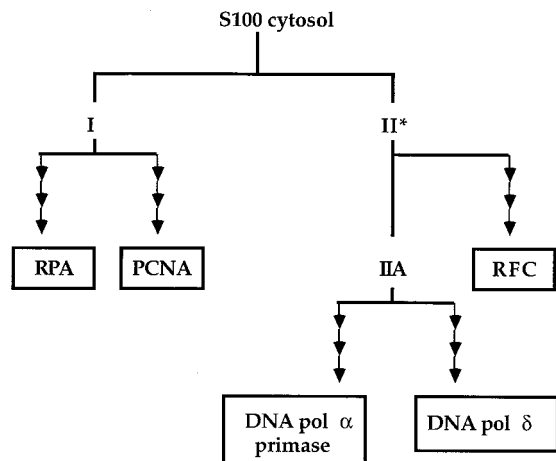 S100 cytosol
I
II*
RPA
PCNA
IIA
RFC
DNA pol α
primase
DNA pol δ